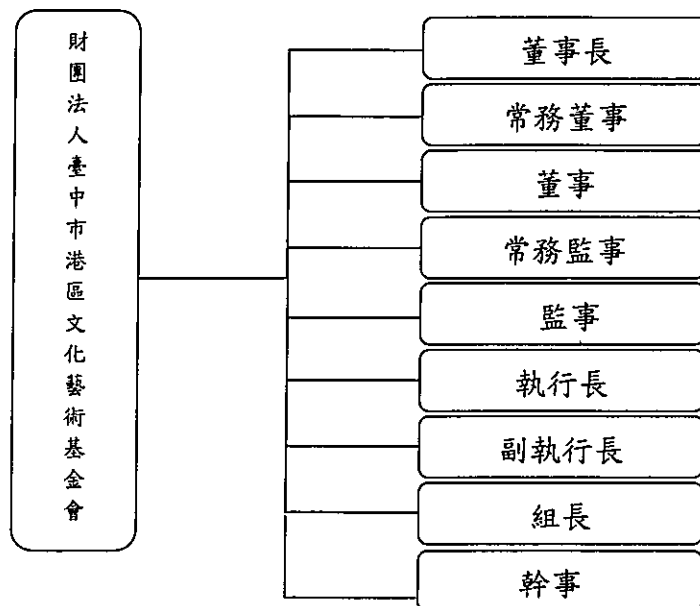 財團法人臺中市港區文化藝術基金會
董事長
常務董事
董事
常務監事
監事
執行長
副執行長
組長
幹事